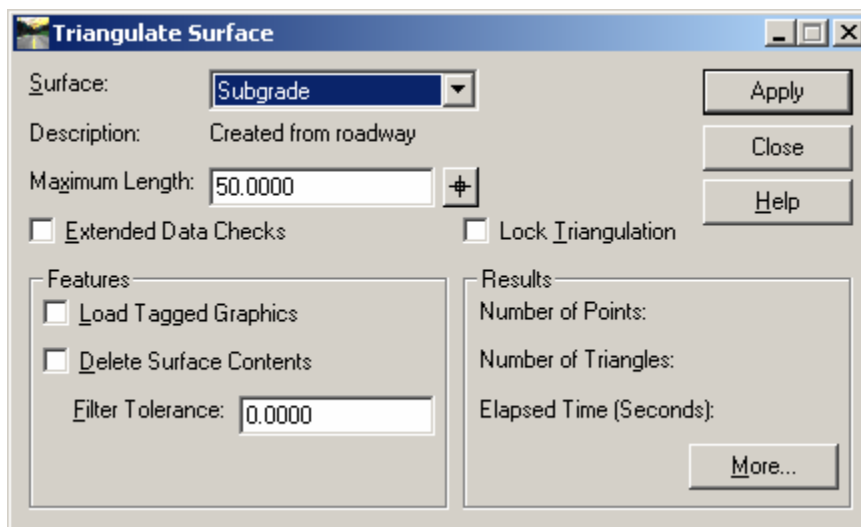 Triangulate Surface
Surface: Subgrade
Apply
Description: Created from roadway
Close
Maximum Length: 50.0000
Help
Extended Data Checks
Lock Triangulation
Features
Load Tagged Graphics
Delete Surface Contents
Filter Tolerance: 0.0000
Results
Number of Points:
Number of Triangles:
Elapsed Time (Seconds):
More...